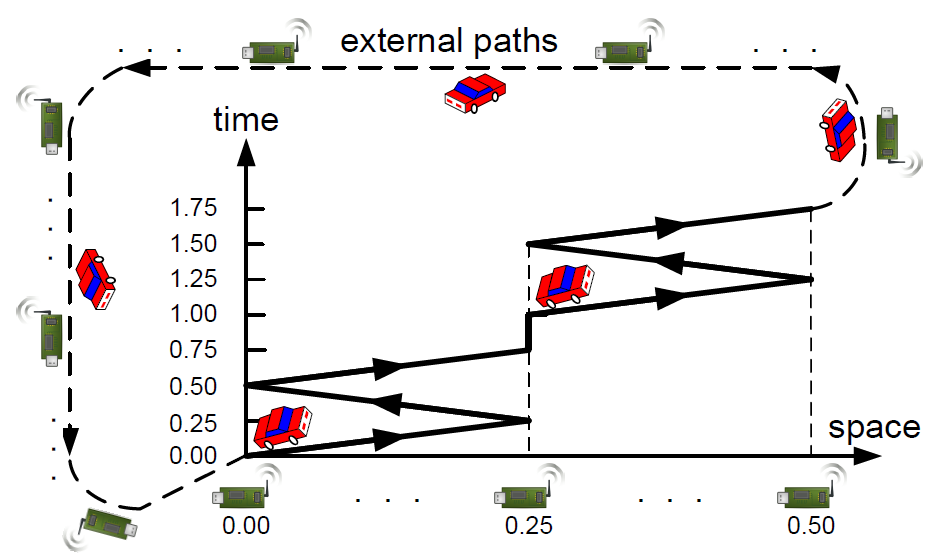 . . .
external paths
. . .
time
1.75
1.50
1.25
1.00
0.75
0.50
0.25
0.00
space
. . .
. . .
0.00
0.25
0.50